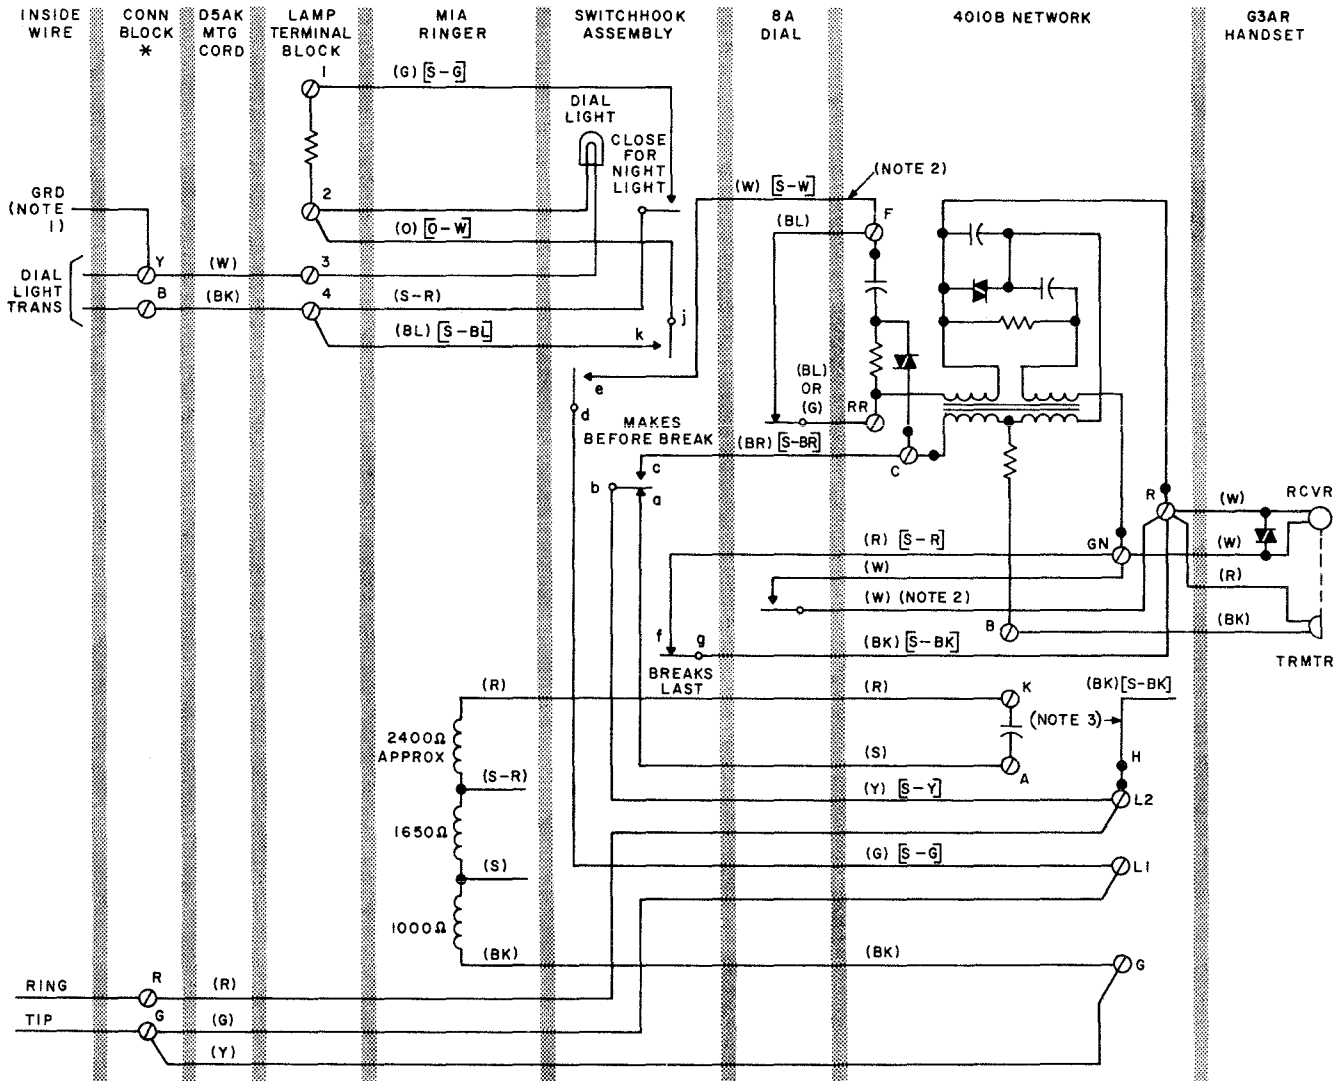 INSIDE
WIRE
CONN
BLOCK
*
D5AK
MTG
CORD
LAMP
TERMINAL
BLOCK
M1A
RINGER
SWITCHHOOK
ASSEMBLY
8A
DIAL
4010B NETWORK
G3AR
HANDSET
1
(G) [S-G]
DIAL
LIGHT
CLOSE
FOR
NIGHT
LIGHT
(NOTE 2)
(W) [S-W]
GRD
(NOTE
1)
2
(O) [O-W]
(BL)
F
Y
(W)
3
DIAL
LIGHT
TRANS
B
(BK)
4
(S-R)
j
(BL) [S-BL]
k
e
(BL)
OR
(G)
RR
d
MAKES
BEFORE BREAK
(BR) [S-BR]
c
C
b
a
R
(W)
RCVR
(R) [S-R]
GN
(W)
(W)
(R)
(W) (NOTE 2)
B
(BK)
f
g
(BK) [S-BK]
TRMTR
BREAKS
LAST
(R)
(R)
K
(BK) [S-BK]
(NOTE 3)
2400Ω
APPROX
(S-R)
(S)
A
H
(Y) [S-Y]
L2
1650Ω
(S)
(G) [S-G]
L1
1000Ω
(BK)
(BK)
G
RING
R
(R)
TIP
G
(G)
(Y)